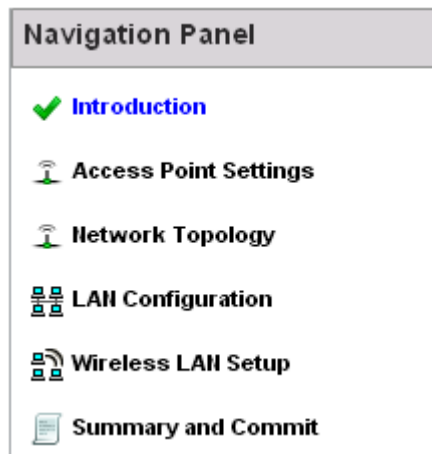 Navigation Panel
Introduction
Access Point Settings
Network Topology
LAN Configuration
Wireless LAN Setup
Summary and Commit